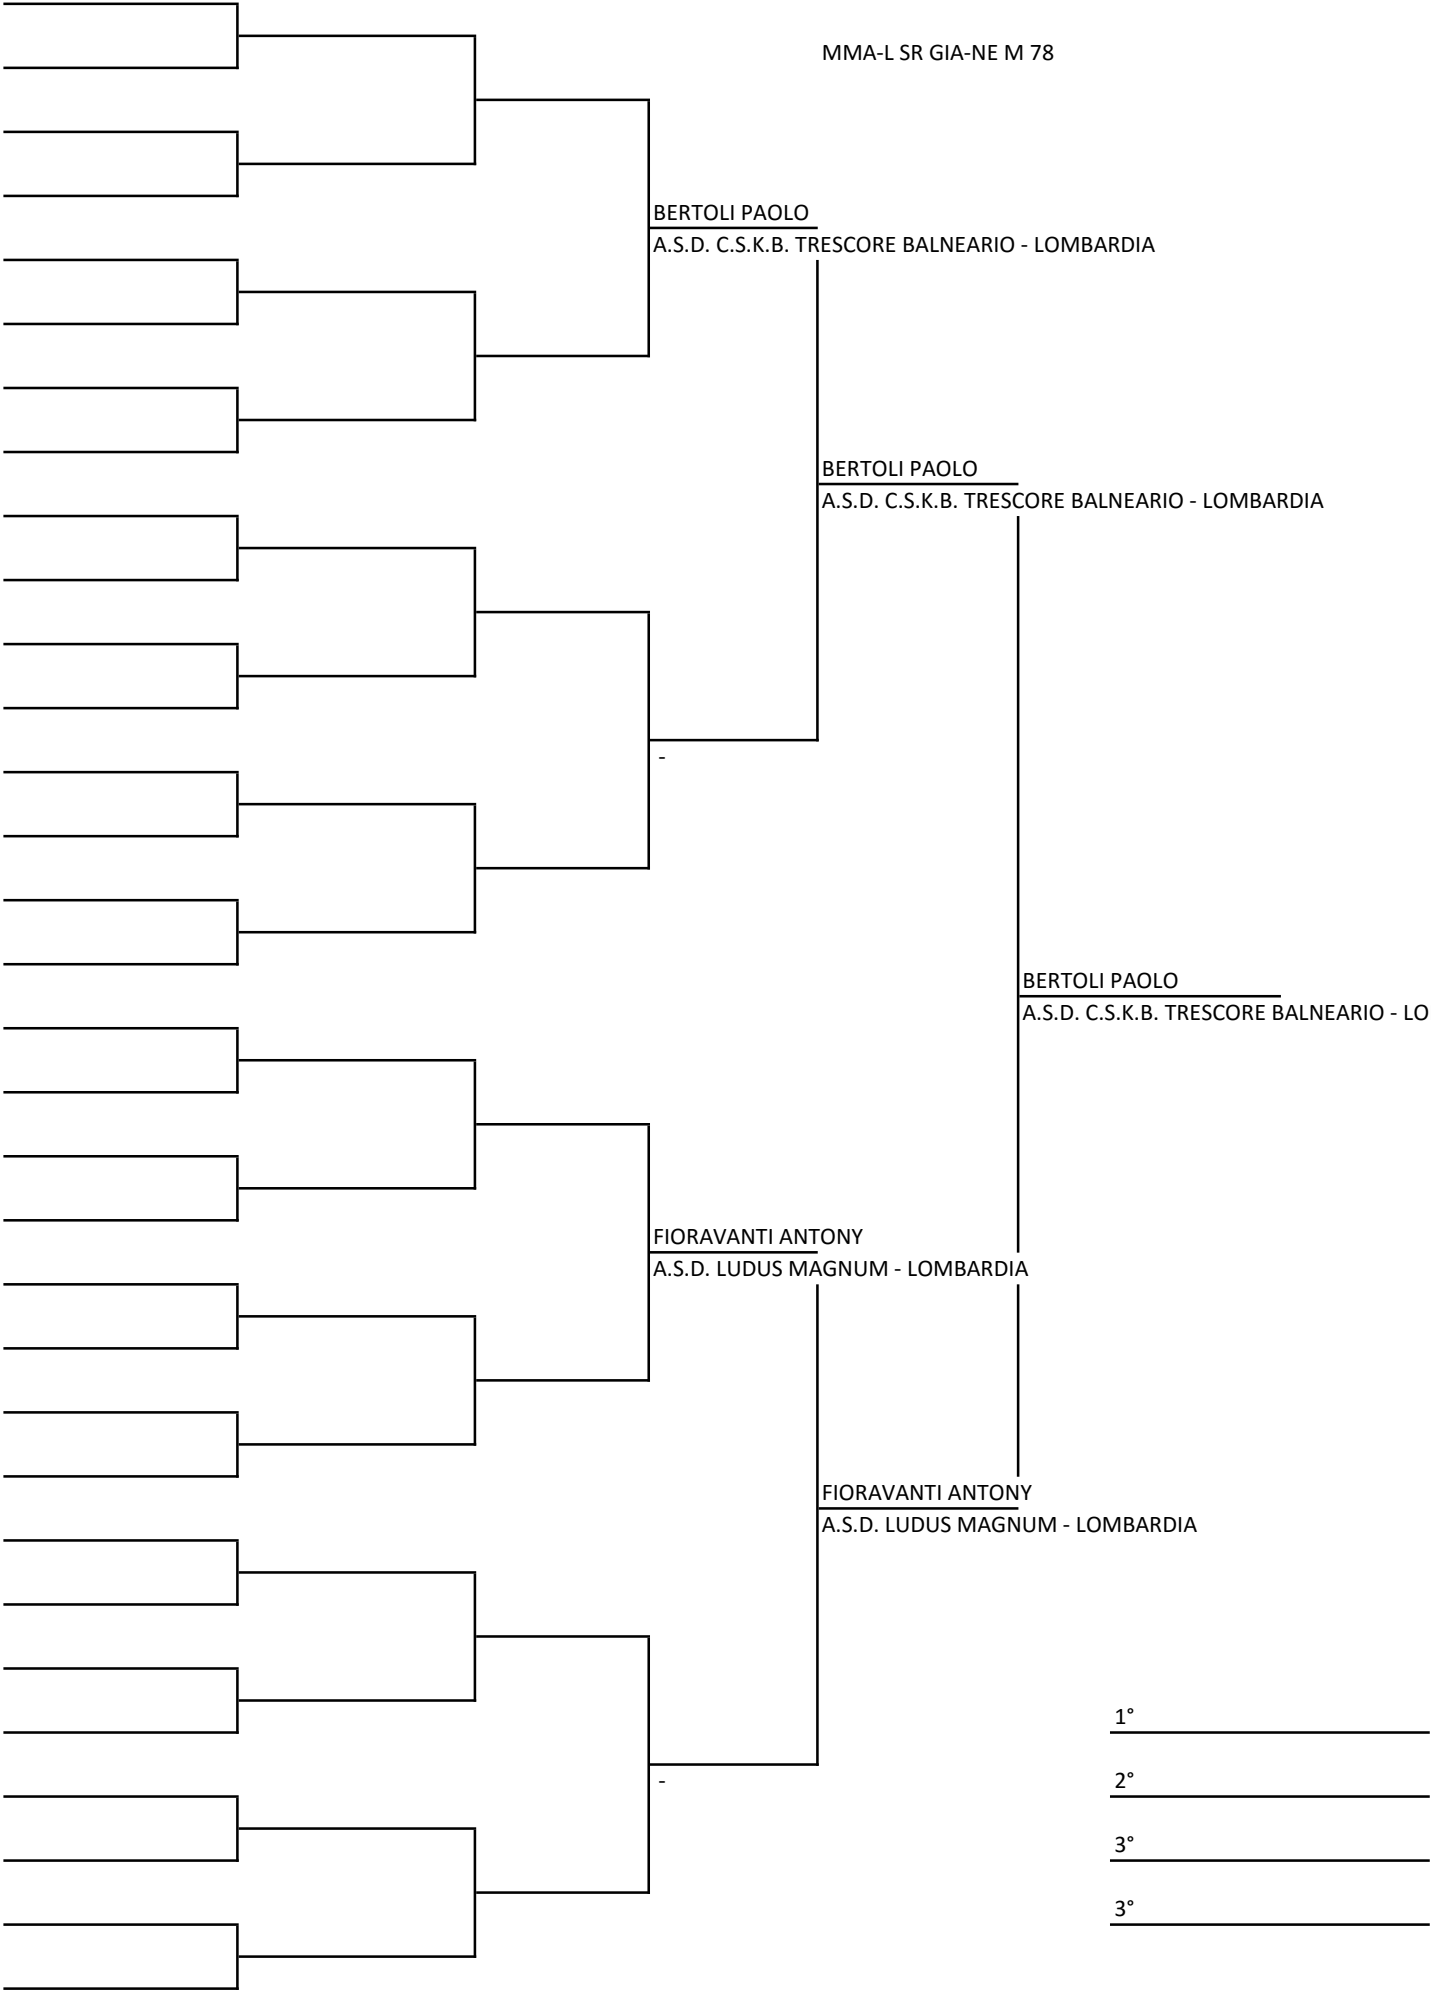 MMA-L SR GIA-NE M 78
BERTOLI PAOLO
A.S.D. C.S.K.B. TRESCORE BALNEARIO - LOMBARDIA
BERTOLI PAOLO
A.S.D. C.S.K.B. TRESCORE BALNEARIO - LOMBARDIA
-
BERTOLI PAOLO
A.S.D. C.S.K.B. TRESCORE BALNEARIO - LO
FIORAVANTI ANTONY
A.S.D. LUDUS MAGNUM - LOMBARDIA
FIORAVANTI ANTONY
A.S.D. LUDUS MAGNUM - LOMBARDIA
-
1°
2°
3°
3°